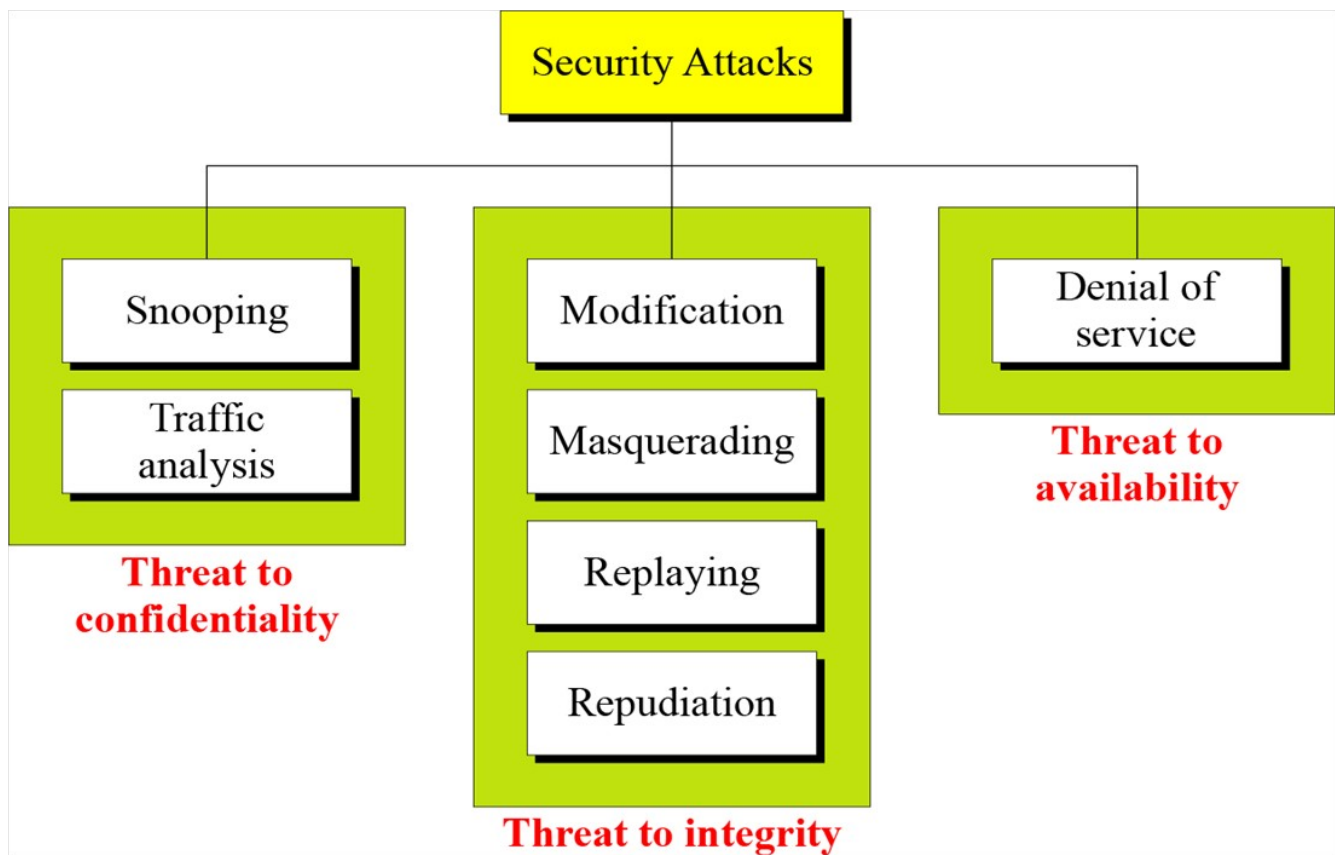 Security Attacks
Snooping
Traffic
analysis
Threat to
confidentiality
Modification
Masquerading
Replaying
Repudiation
Threat to integrity
Denial of
service
Threat to
availability